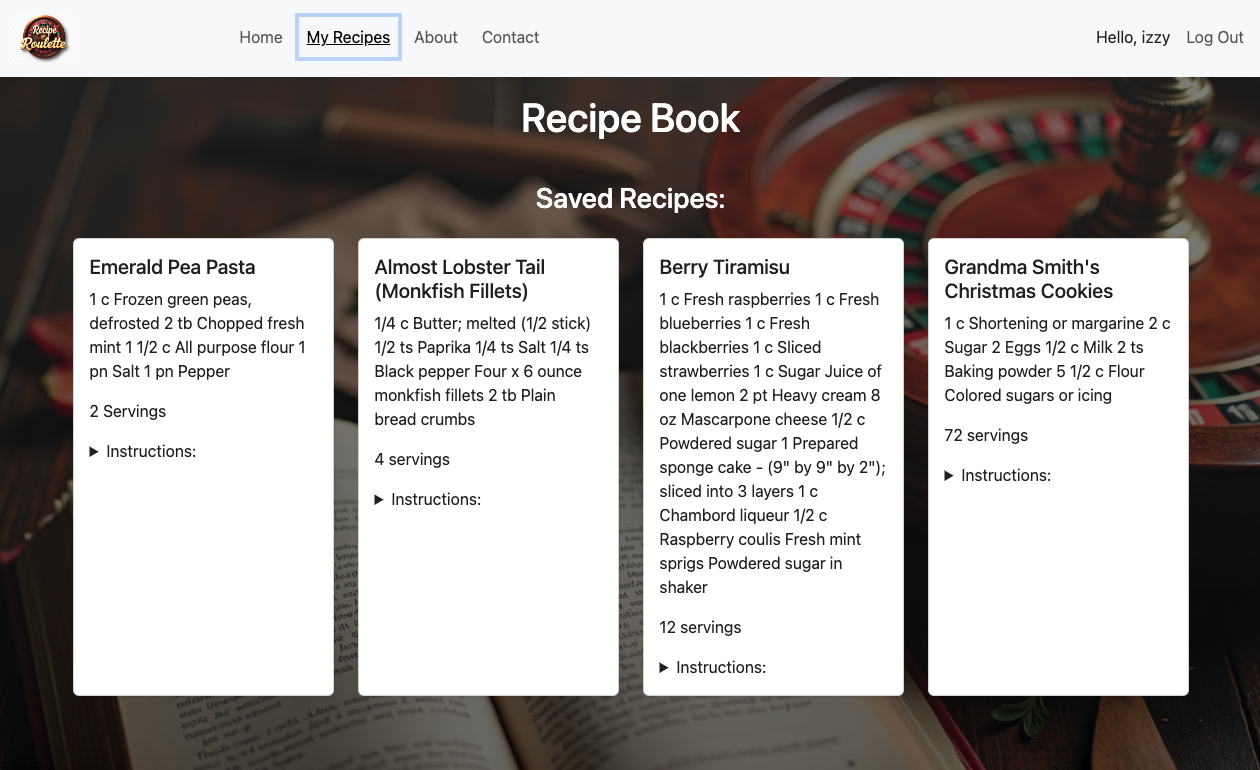 Recipe
Roulette
Home
My Recipes
About
Contact
Hello, izzy
Log Out
Recipe Book
Saved Recipes:
Emerald Pea Pasta
1 c Frozen green peas,
defrosted 2 tb Chopped fresh
mint 1 1/2 c All purpose flour 1
pn Salt 1 pn Pepper
2 Servings
Instructions:
Almost Lobster Tail
(Monkfish Fillets)
1/4 c Butter; melted (1/2 stick)
1/2 ts Paprika 1/4 ts Salt 1/4 ts
Black pepper Four x 6 ounce
monkfish fillets 2 tb Plain
bread crumbs
4 servings
Instructions:
Berry Tiramisu
1 c Fresh raspberries 1 c Fresh
blueberries 1 c Fresh
blackberries 1 c Sliced
strawberries 1 c Sugar Juice of
one lemon 2 pt Heavy cream 8
oz Mascarpone cheese 1/2 c
Powdered sugar 1 Prepared
sponge cake - (9" by 9" by 2");
sliced into 3 layers 1 c
Chambord liqueur 1/2 c
Raspberry coulis Fresh mint
sprigs Powdered sugar in
shaker
12 servings
Instructions:
Grandma Smith's
Christmas Cookies
1 c Shortening or margarine 2 c
Sugar 2 Eggs 1/2 c Milk 2 ts
Baking powder 5 1/2 c Flour
Colored sugars or icing
72 servings
Instructions: